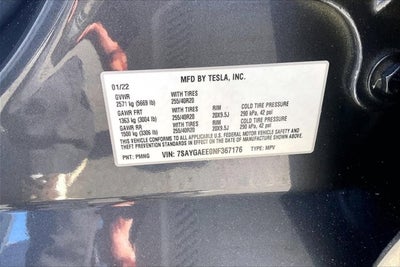 MFD BY TESLA, INC.
01/22
GVWR WITH TIRES
2571 kg (5669 lb) 255/40R20
GAWR FRT WITH TIRES RIM COLD TIRE PRESSURE
1363 kg (3004 lb) 255/40R20 20X9.5J 290 kPa, 42 psi
GAWR RR WITH TIRES RIM COLD TIRE PRESSURE
1500 kg (3306 lb) 255/40R20 20X9.5J 290 kPa, 42 psi
THIS VEHICLE CONFORMS TO ALL APPLICABLE U.S. FEDERAL MOTOR VEHICLE SAFETY AND
THEFT PREVENTION STANDARDS IN EFFECT ON THE DATE OF MANUFACTURE SHOWN ABOVE.
PNT: PMNG VIN: 7SAYGAEE0NF367176 TYPE: MPV